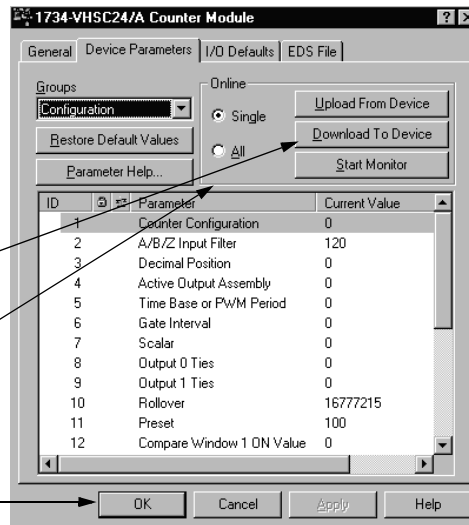 1734-VHSC24/A Counter Module
General Device Parameters I/O Defaults EDS File
Groups
Configuration
Restore Default Values
Parameter Help...
Online
Single
All
Upload From Device
Download To Device
Start Monitor
ID Parameter Current Value
1 Counter Configuration 0
2 A/B/Z Input Filter 120
3 Decimal Position 0
4 Active Output Assembly 0
5 Time Base or PWM Period 0
6 Gate Interval 0
7 Scalar 0
8 Output 0 Ties 0
9 Output 1 Ties 0
10 Rollover 16777215
11 Preset 100
12 Compare Window 1 ON Value 0
OK Cancel Apply Help